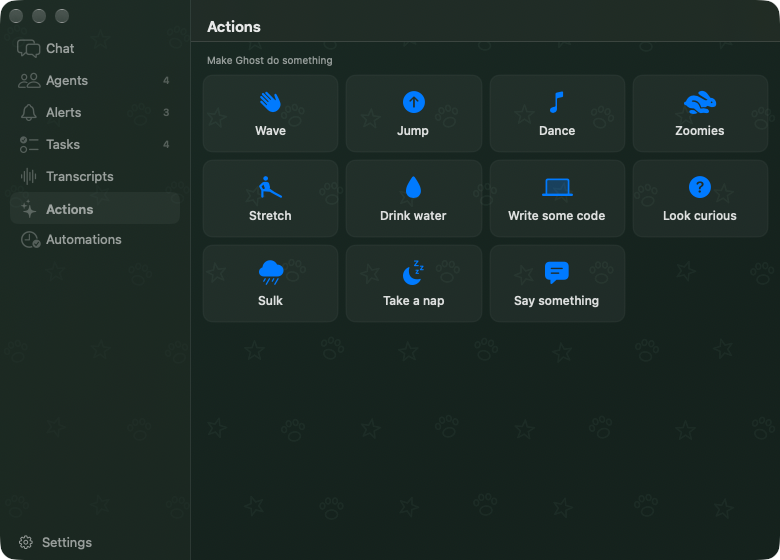 Actions
Chat
Agents 4
Alerts 3
Tasks 4
Transcripts
Actions
Automations
Settings
Make Ghost do something
Wave
Jump
Dance
Zoomies
Stretch
Drink water
Write some code
Look curious
Sulk
Take a nap
Say something